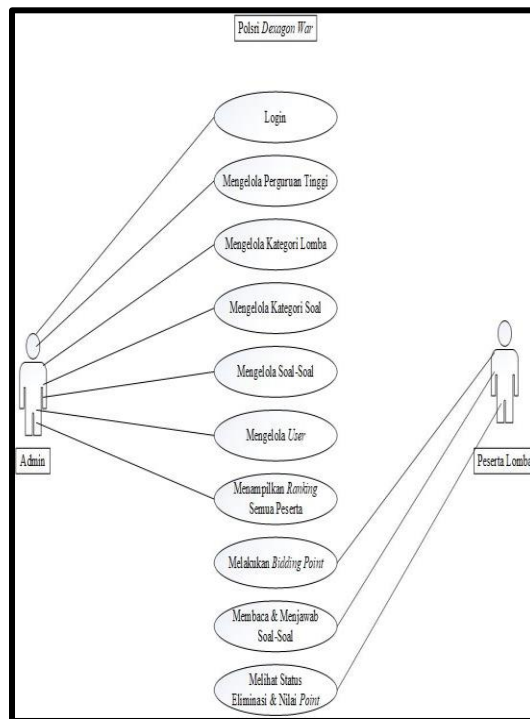 Polsri Dexagon War
Login
Mengelola Perguruan Tinggi
Mengelola Kategori Lomba
Mengelola Kategori Soal
Mengelola Soal-Soal
Mengelola User
Menampilkan Ranking
Semua Peserta
Melakukan Bidding Point
Membaca & Menjawab
Soal-Soal
Melihat Status
Eliminasi & Nilai Point
Admin
Peserta Lomba